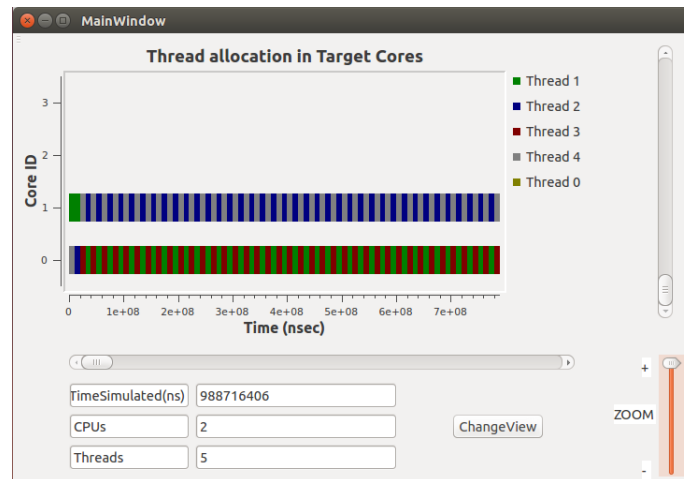 MainWindow
Thread allocation in Target Cores
Thread 1
Thread 2
Thread 3
Thread 4
Thread 0
Core ID
3
2
1
0
0 1e+08 2e+08 3e+08 4e+08 5e+08 6e+08 7e+08
Time (nsec)
TimeSimulated(ns) 988716406
CPUs 2
Threads 5
ChangeView
+
ZOOM
-